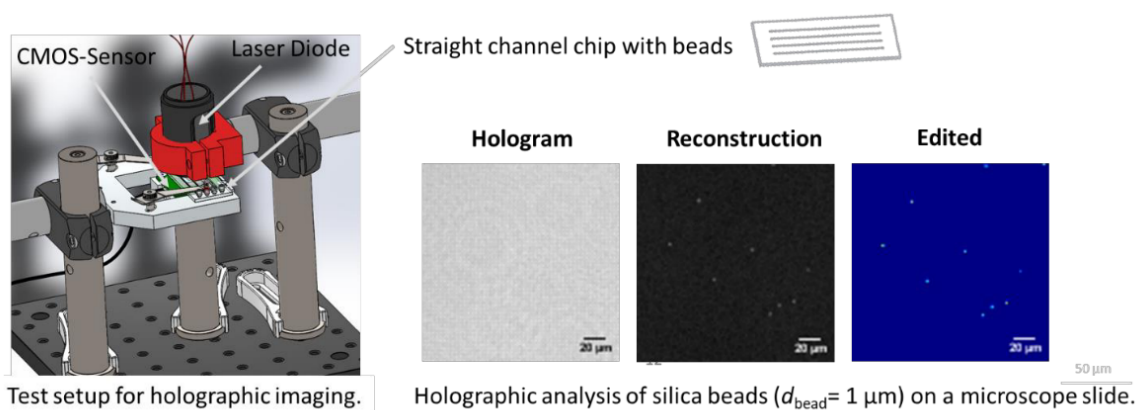 CMOS-Sensor
Laser Diode
Straight channel chip with beads
Hologram
Reconstruction
Edited
20 µm
20 µm
20 µm
50 µm
Test setup for holographic imaging.
Holographic analysis of silica beads (dbead= 1 µm) on a microscope slide.